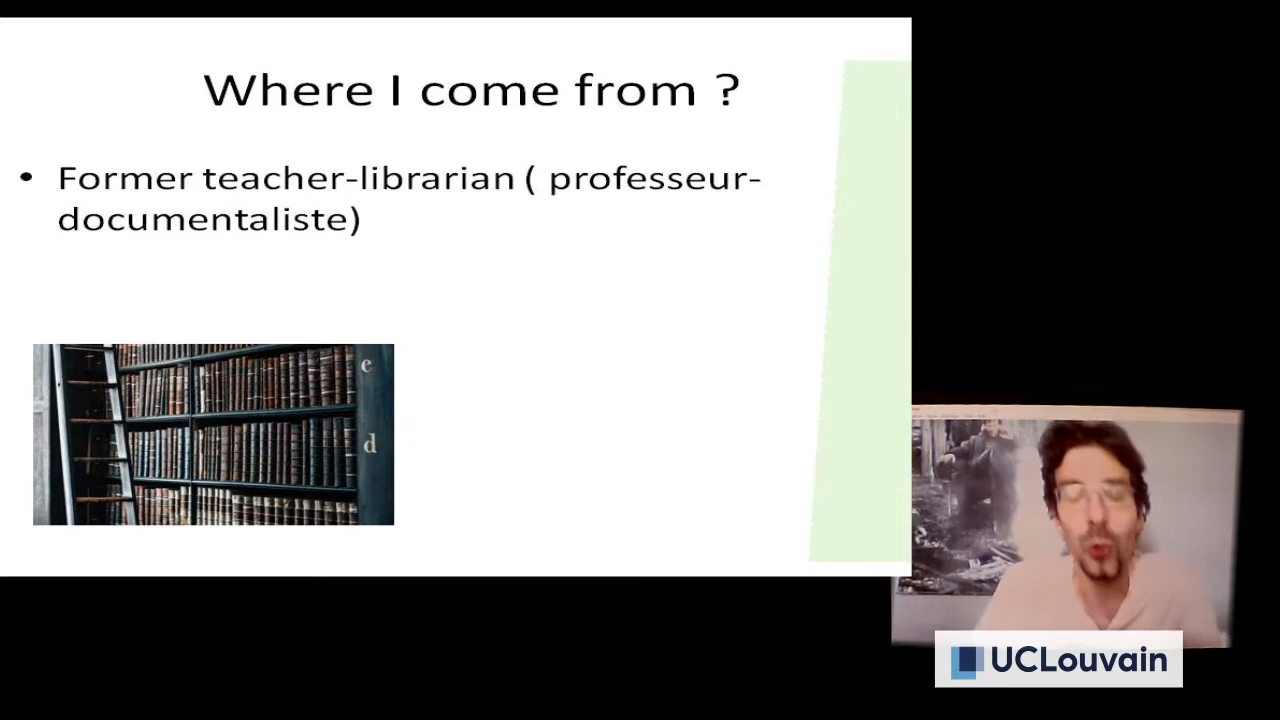 Where I come from ?
• Former teacher-librarian ( professeur-
documentaliste)
e
d
UCLouvain